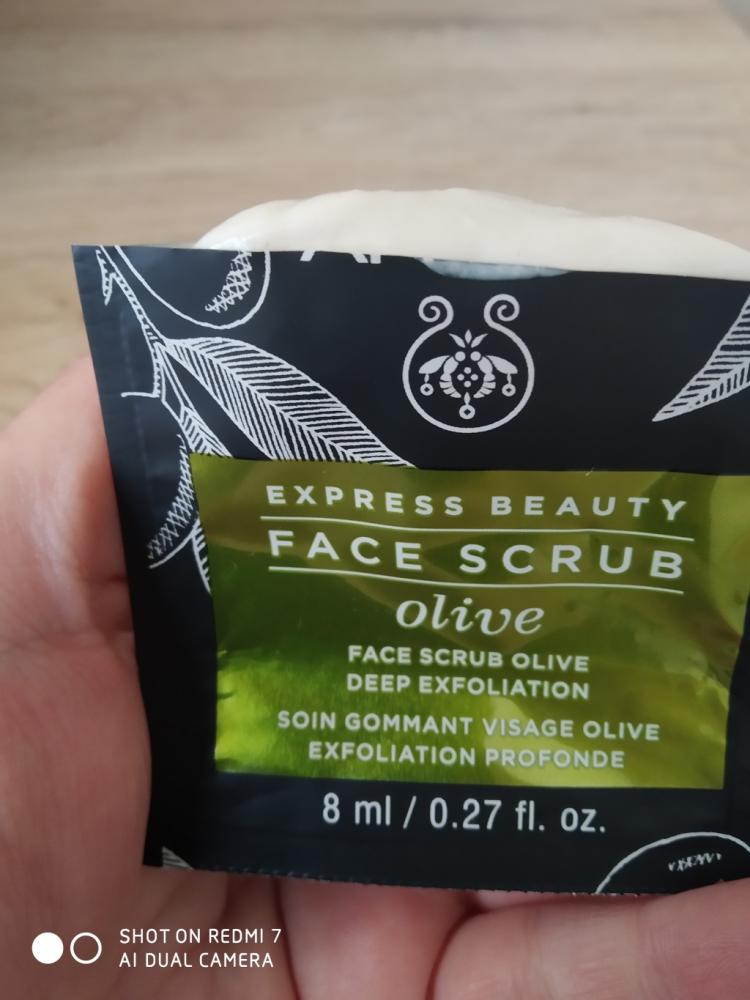 EXPRESS BEAUTY
FACE SCRUB
olive
FACE SCRUB OLIVE
DEEP EXFOLIATION
SOIN GOMMANT VISAGE OLIVE
EXFOLIATION PROFONDE
8 ml / 0.27 fl. oz.
SHOT ON REDMI 7
AI DUAL CAMERA